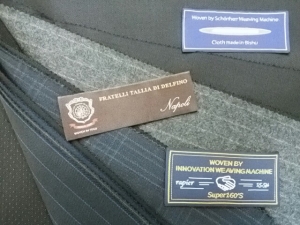 Woven by Schönherr Weaving Machine
Cloth made in Bishu
FRATELLI TALLIA DI DELFINO
Napoli
WOVEN BY
INNOVATION WEAVING MACHINE
rapier
Super160'S